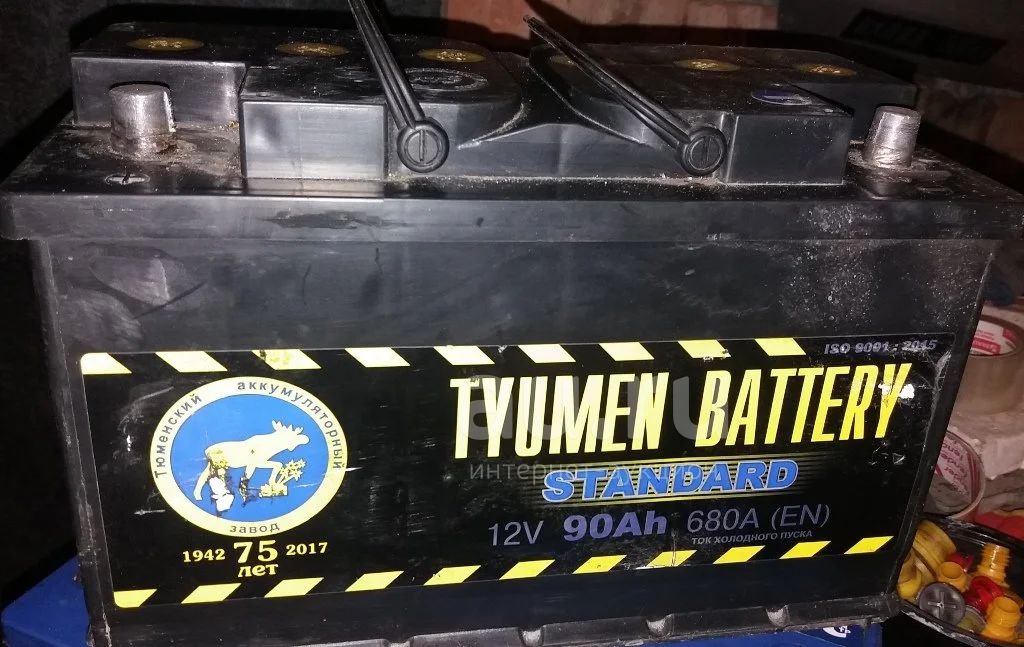 ISO 9001 : 2015
Тюменский аккумуляторный
завод
1942 75 2017
лет
TYUMEN BATTERY
STANDARD
12V 90Ah 680A (EN)
ТОК ХОЛОДНОГО ПУСКА